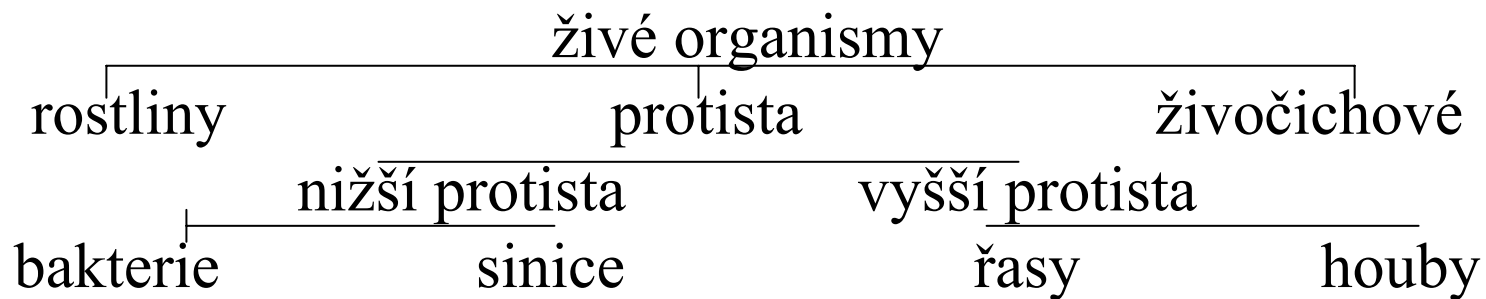 živé organismy
rostliny protista živočichové
nižší protista vyšší protista
bakterie sinice řasy houby